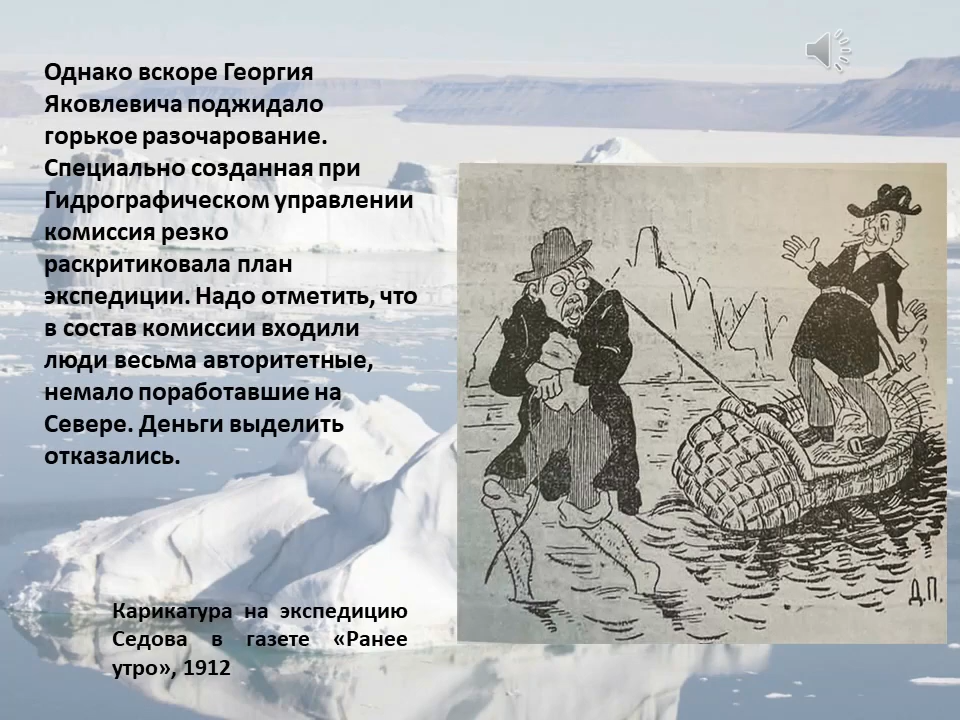 Однако вскоре Георгия
Яковлевича поджидало
горькое разочарование.
Специально созданная при
Гидрографическом управлении
комиссия резко
раскритиковала план
экспедиции. Надо отметить, что
в состав комиссии входили
люди весьма авторитетные,
немало поработавшие на
Севере. Деньги выделить
отказались.
Д.П.
Карикатура на экспедицию
Седова в газете «Ранее
утро», 1912